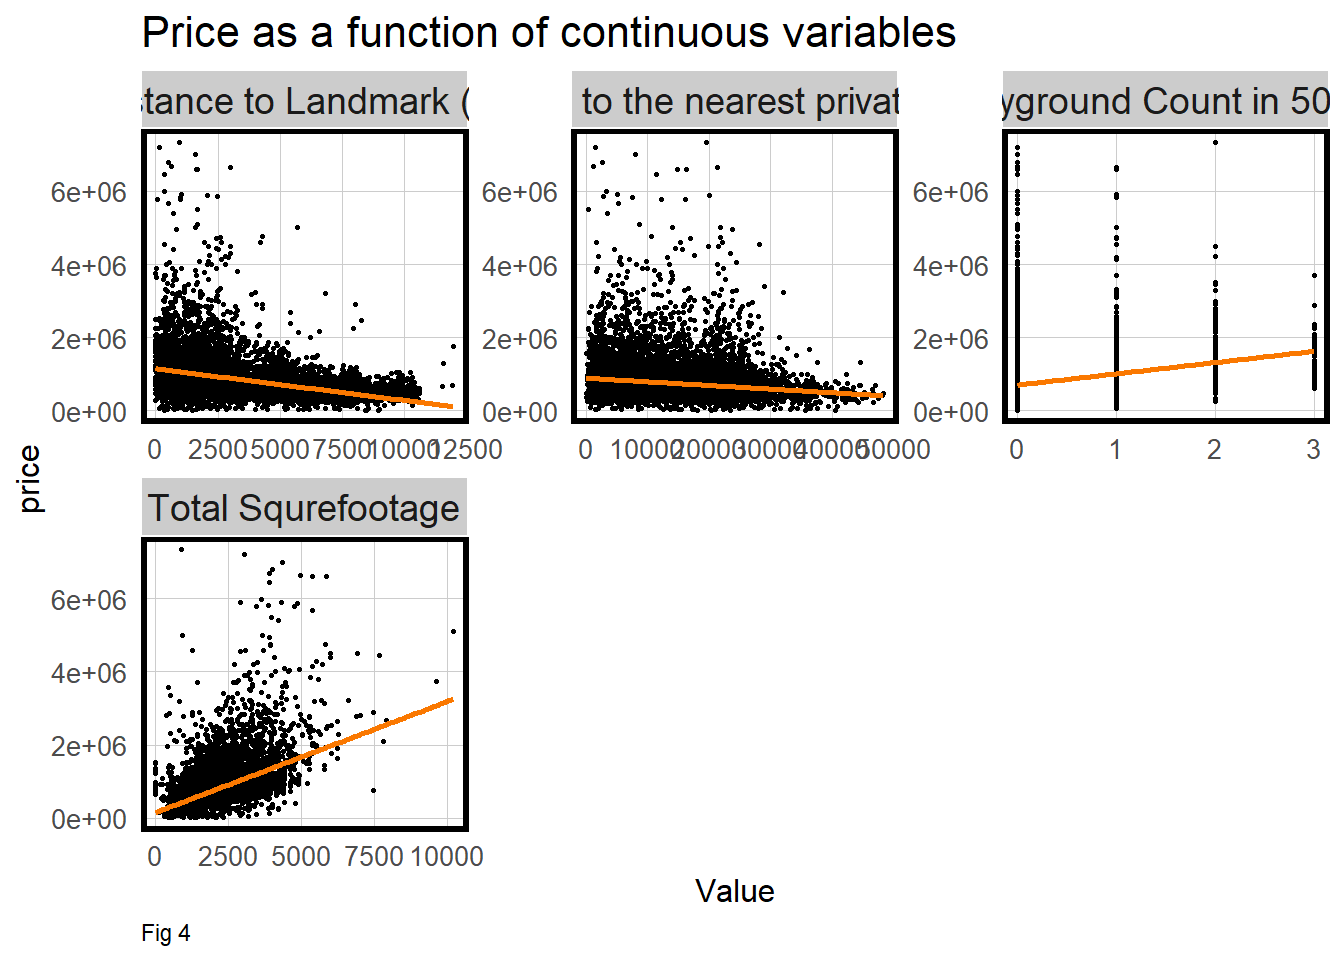 Price as a function of continuous variables
stance to Landmark (
to the nearest privat
yground Count in 50
6e+06
4e+06
2e+06
0e+00
6e+06
4e+06
2e+06
0e+00
6e+06
4e+06
2e+06
0e+00
0 2500 5000 7500 10000 12500
0 10000 20000 30000 40000 50000
0 1 2 3
price
Total Squrefootage
6e+06
4e+06
2e+06
0e+00
0 2500 5000 7500 10000
Value
Fig 4